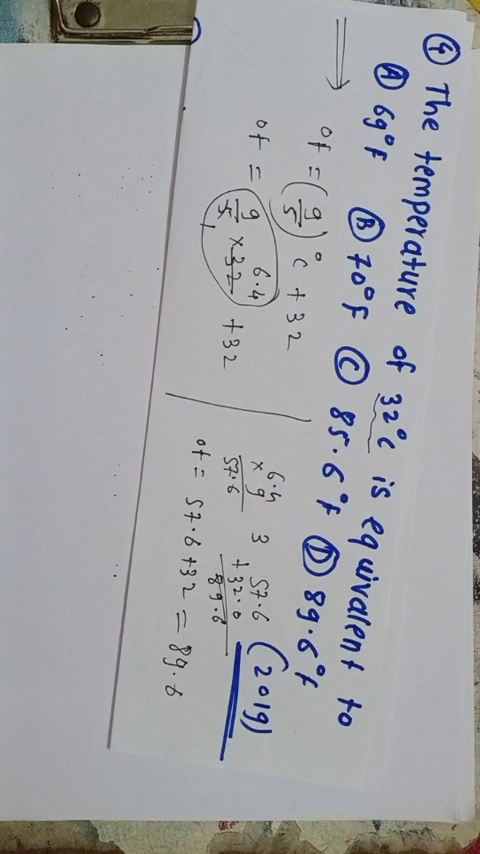 ④ The temperature of 32°C is equivalent to
Ⓐ 69°F Ⓑ 70°F Ⓒ 85.6°F Ⓓ 89.6°F
(2019)
→ °F = (9/5) °C + 32
°F = 9/5 × 32 + 32
6.4
1
6.4
× 9
57.6
3
57.6
+32.0
89.6
°F = 57.6 + 32 = 89.6